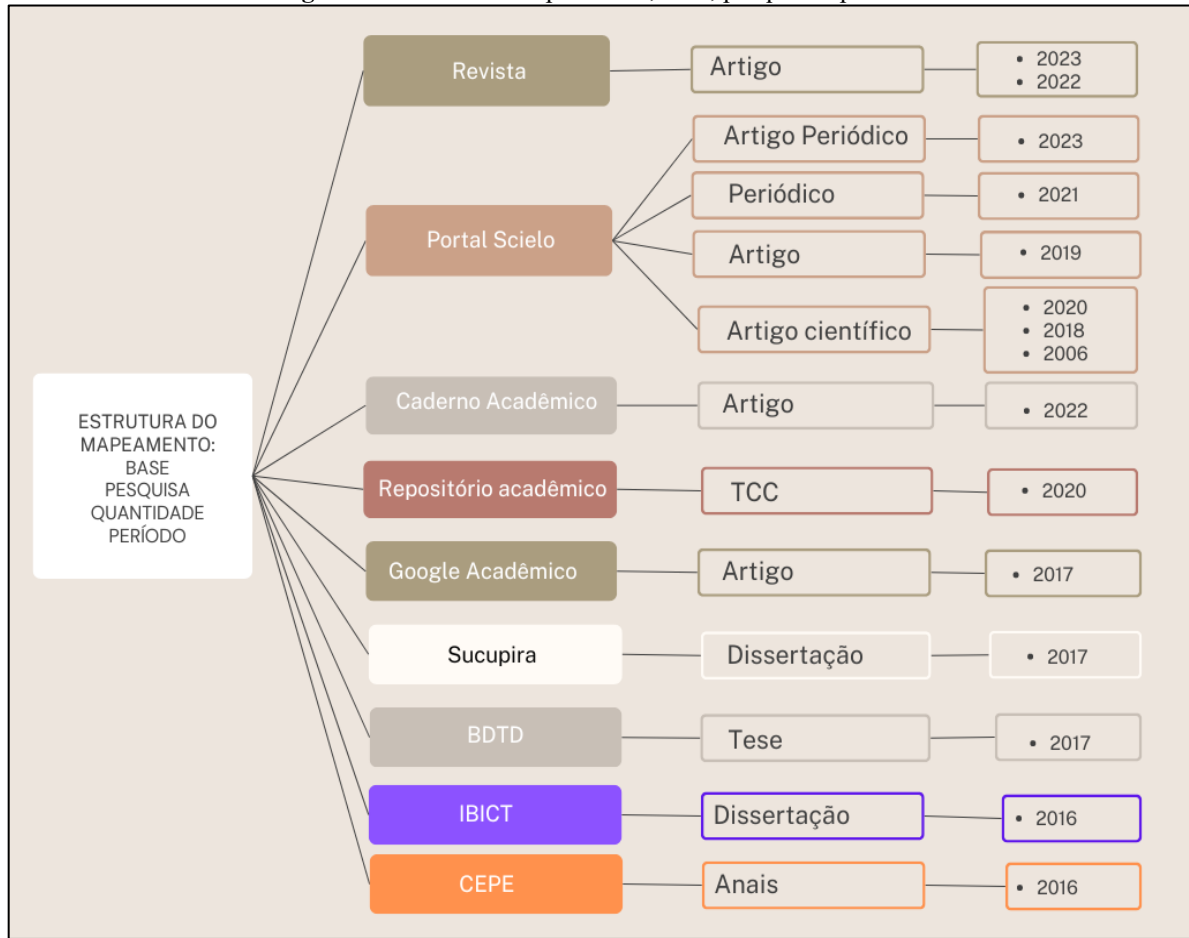 Revista
Artigo
• 2023
• 2022
Portal Scielo
Artigo Periódico
• 2023
Periódico
• 2021
Artigo
• 2019
Artigo científico
• 2020
• 2018
• 2006
ESTRUTURA DO
MAPEAMENTO:
BASE
PESQUISA
QUANTIDADE
PERÍODO
Caderno Acadêmico
Artigo
• 2022
Repositório acadêmico
TCC
• 2020
Google Acadêmico
Artigo
• 2017
Sucupira
Dissertação
• 2017
BDTD
Tese
• 2017
IBICT
Dissertação
• 2016
CEPE
Anais
• 2016